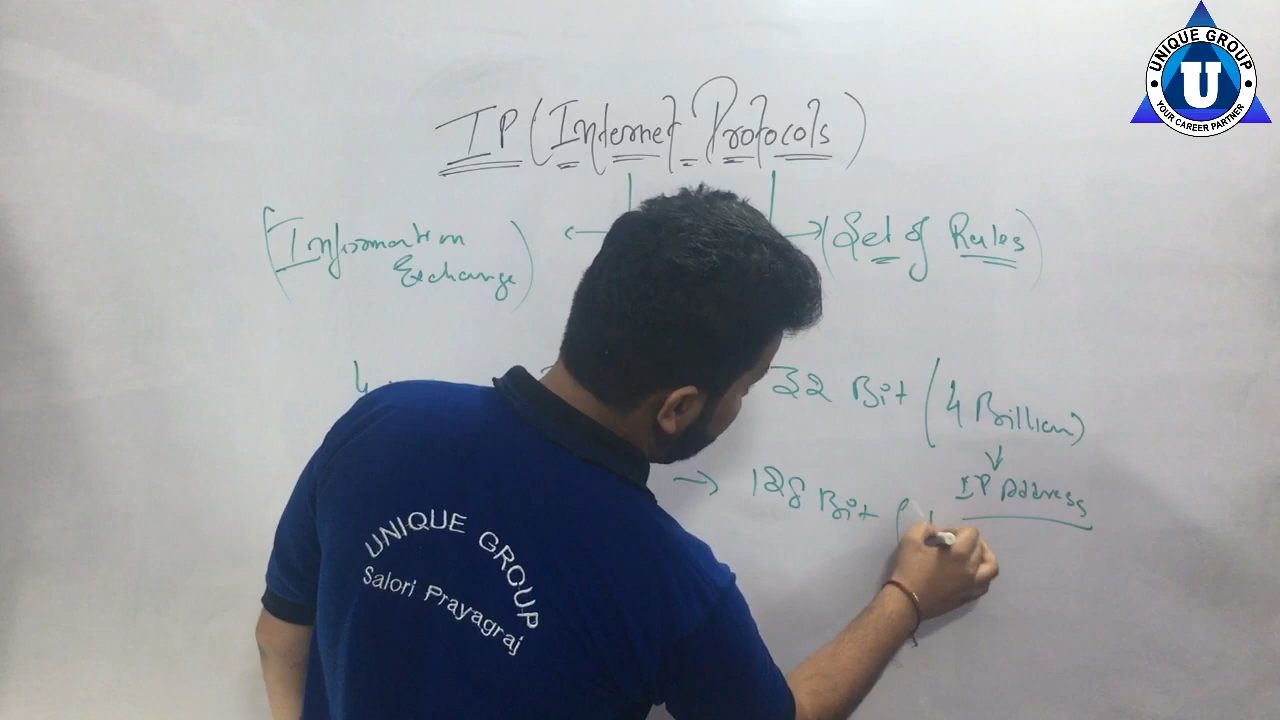 UNIQUE GROUP
U
YOUR CAREER PARTNER
IP (Internet Protocols)
(Information Exchange)
(Set of Rules)
4
32 Bit (4 Billion)
IP Address
128 Bit (
UNIQUE GROUP
Salori Prayagraj